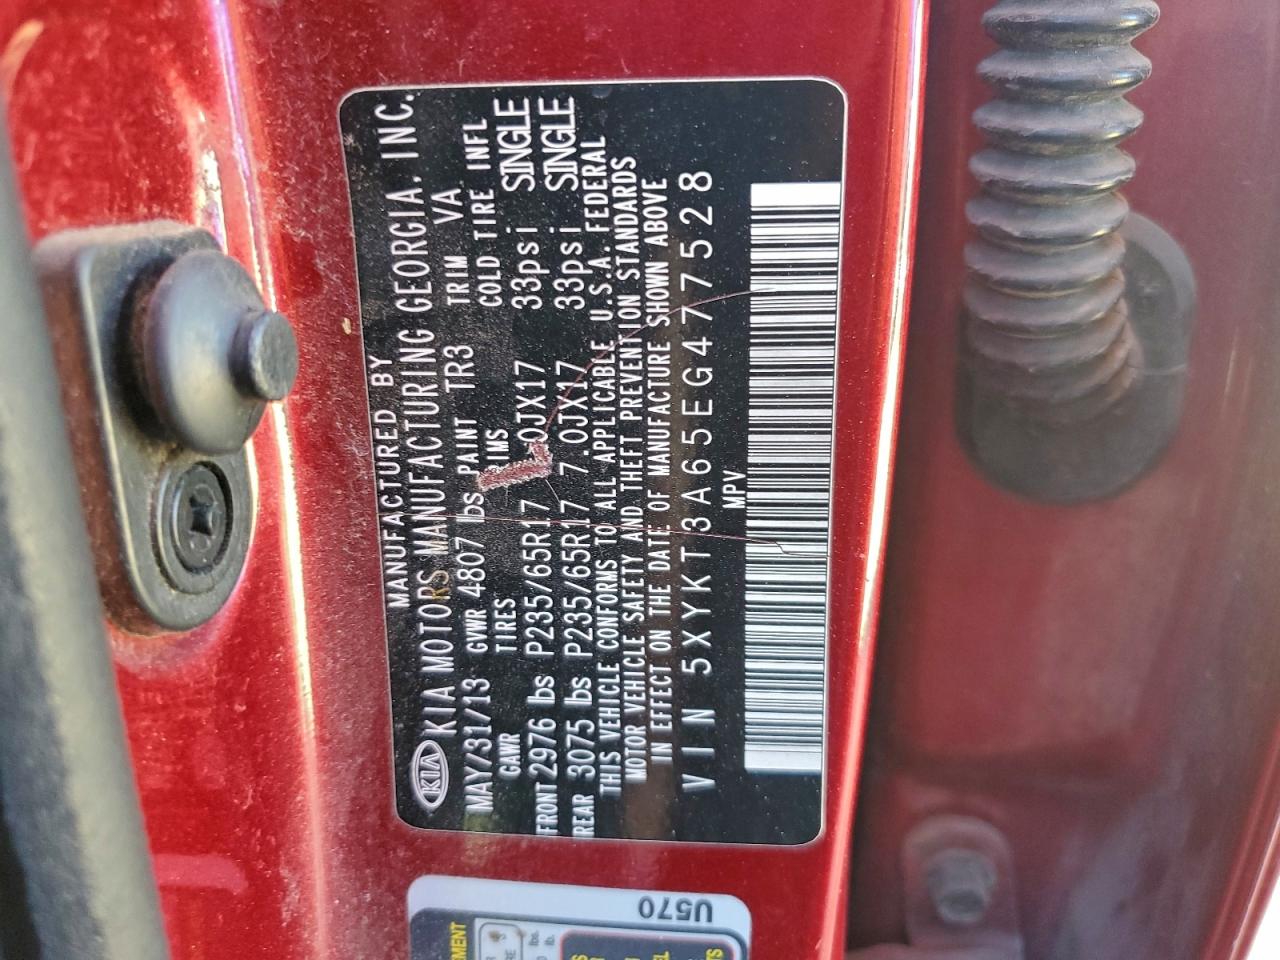 MANUFACTURED BY
KIA KIA MOTORS MANUFACTURING GEORGIA, INC.
MAY/31/13 GVWR 4807 lbs PAINT TR3 TRIM VA
GAWR TIRES RIMS COLD TIRE INFL
FRONT 2976 lbs P235/65R17 .0JX17 33psi SINGLE
REAR 3075 lbs P235/65R17 7.0JX17 33psi SINGLE
THIS VEHICLE CONFORMS TO ALL APPLICABLE U.S.A. FEDERAL
MOTOR VEHICLE SAFETY AND THEFT PREVENTION STANDARDS
IN EFFECT ON THE DATE OF MANUFACTURE SHOWN ABOVE
VIN 5XYKT3A65EG477528
MPV
U570